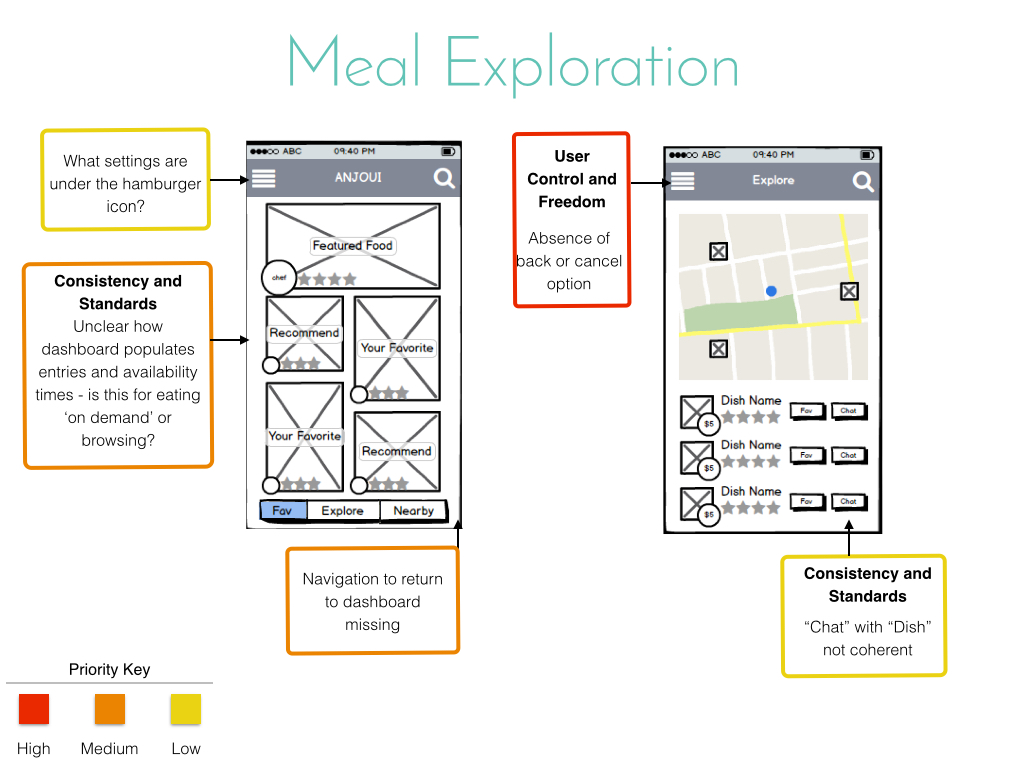 Meal Exploration
What settings are
under the hamburger
icon?
Consistency and
Standards
Unclear how
dashboard populates
entries and availability
times - is this for eating
‘on demand’ or
browsing?
ABC 09:40 PM
ANJOUI
Featured Food
chef
Recommend
Your Favorite
Your Favorite
Recommend
Fav Explore Nearby
Navigation to return
to dashboard
missing
User
Control and
Freedom
Absence of
back or cancel
option
ABC 09:40 PM
Explore
Dish Name
$5 Fav Chat
Dish Name
$5 Fav Chat
Dish Name
$5 Fav Chat
Consistency and
Standards
“Chat” with “Dish”
not coherent
Priority Key
High Medium Low